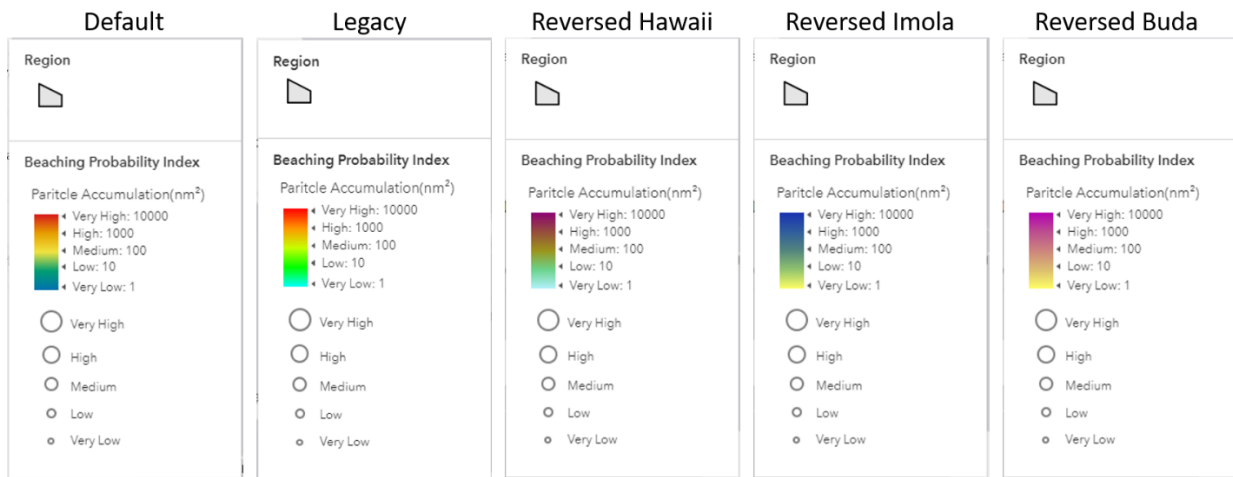 Default
Region
Beaching Probability Index
Paritcle Accumulation(nm²)
Very High: 10000
High: 1000
Medium: 100
Low: 10
Very Low: 1
Very High
High
Medium
Low
Very Low
Legacy
Region
Beaching Probability Index
Paritcle Accumulation(nm²)
Very High: 10000
High: 1000
Medium: 100
Low: 10
Very Low: 1
Very High
High
Medium
Low
Very Low
Reversed Hawaii
Region
Beaching Probability Index
Paritcle Accumulation(nm²)
Very High: 10000
High: 1000
Medium: 100
Low: 10
Very Low: 1
Very High
High
Medium
Low
Very Low
Reversed Imola
Region
Beaching Probability Index
Paritcle Accumulation(nm²)
Very High: 10000
High: 1000
Medium: 100
Low: 10
Very Low: 1
Very High
High
Medium
Low
Very Low
Reversed Buda
Region
Beaching Probability Index
Paritcle Accumulation(nm²)
Very High: 10000
High: 1000
Medium: 100
Low: 10
Very Low: 1
Very High
High
Medium
Low
Very Low